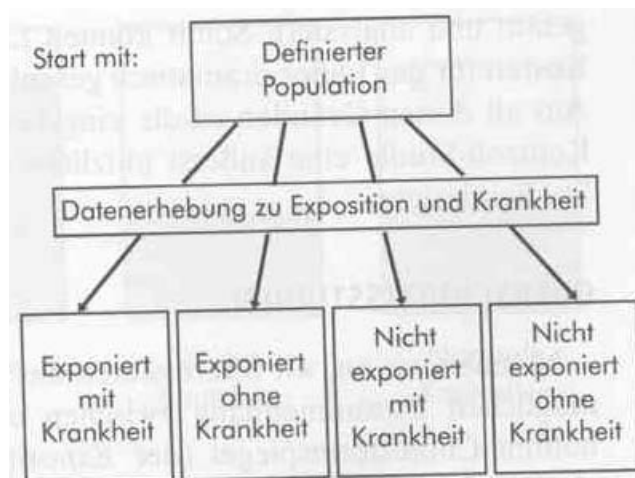 Start mit:
Definierter
Population
Datenerhebung zu Exposition und Krankheit
Exponiert
mit
Krankheit
Exponiert
ohne
Krankheit
Nicht
exponiert
mit
Krankheit
Nicht
exponiert
ohne
Krankheit